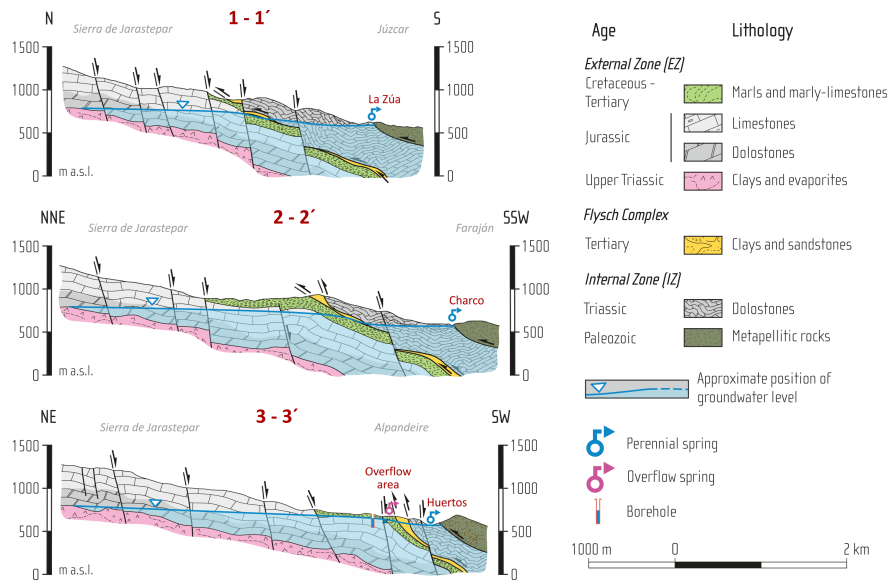 N
1 - 1´
S
Sierra de Jarastepar
Júzcar
1500
1500
1000
1000
La Zúa
500
500
0
m a.s.l.
0
NNE
2 - 2´
SSW
Sierra de Jarastepar
Faraján
1500
1500
1000
1000
Charco
500
500
0
m a.s.l.
0
NE
3 - 3´
SW
Sierra de Jarastepar
Alpandeire
1500
1500
Overflow
area
1000
1000
Huertos
500
500
0
m a.s.l.
0
Age
Lithology
External Zone (EZ)
Cretaceous -
Tertiary
Marls and marly-limestones
Jurassic
Limestones
Dolostones
Upper Triassic
Clays and evaporites
Flysch Complex
Tertiary
Clays and sandstones
Internal Zone (IZ)
Triassic
Dolostones
Paleozoic
Metapellitic rocks
Approximate position of
groundwater level
Perennial spring
Overflow spring
Borehole
1000 m
0
2 km